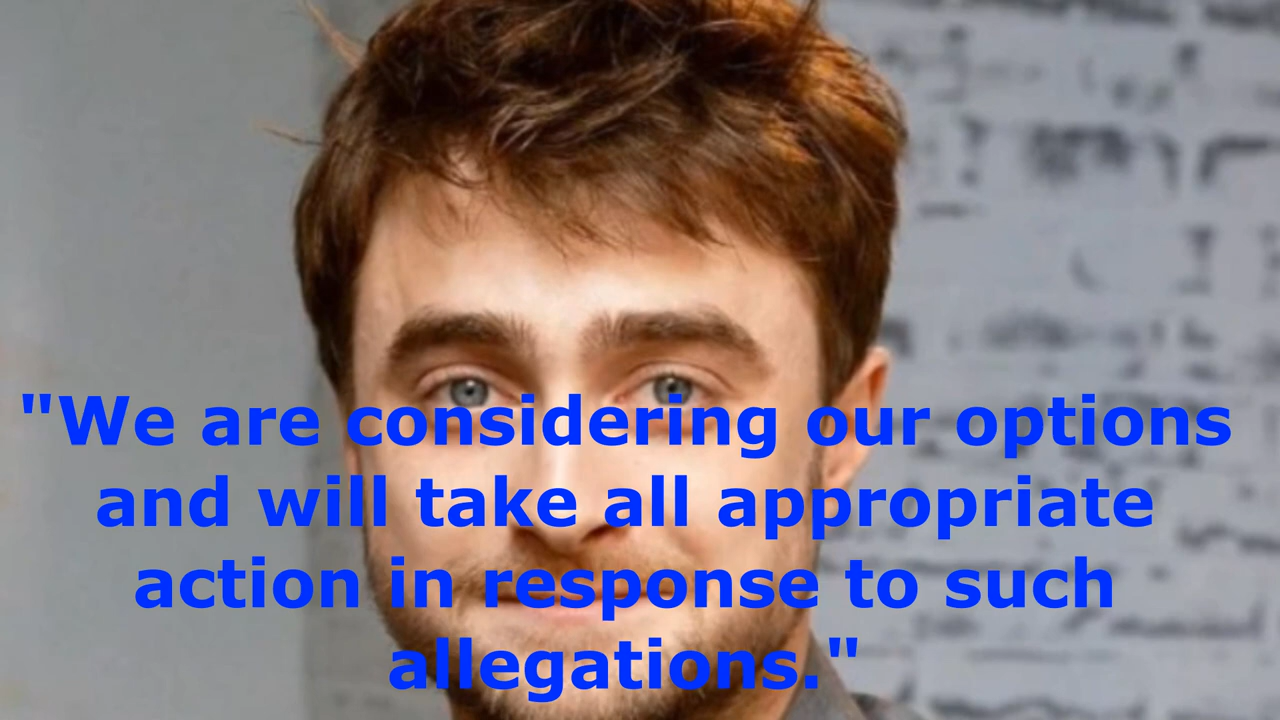 "We are considering our options
and will take all appropriate
action in response to such
allegations."